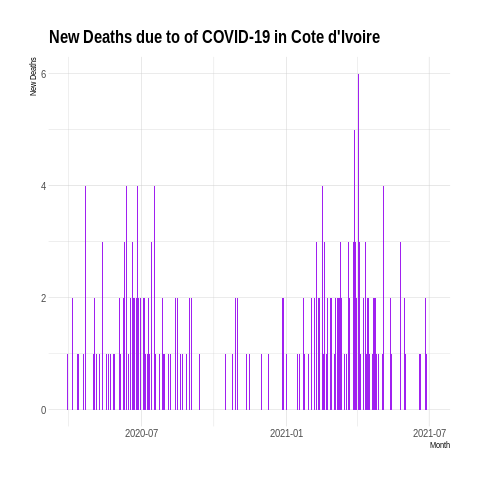 New Deaths due to of COVID-19 in Cote d'Ivoire
New Deaths
6
4
2
0
2020-07
2021-01
2021-07
Month